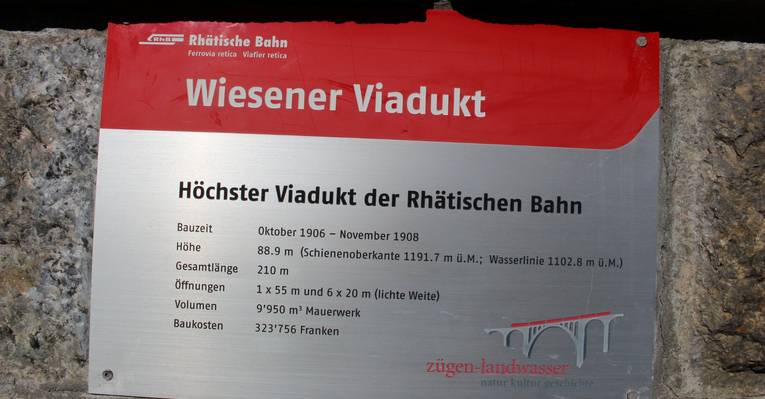 RhB Rhätische Bahn
Ferrovia retica Viafier retica
Wiesener Viadukt
Höchster Viadukt der Rhätischen Bahn
Bauzeit Oktober 1906 – November 1908
Höhe 88.9 m (Schienenoberkante 1191.7 m ü.M.; Wasserlinie 1102.8 m ü.M.)
Gesamtlänge 210 m
Öffnungen 1 x 55 m und 6 x 20 m (lichte Weite)
Volumen 9'950 m³ Mauerwerk
Baukosten 323'756 Franken
zügen-landwasser
natur kultur geschichte